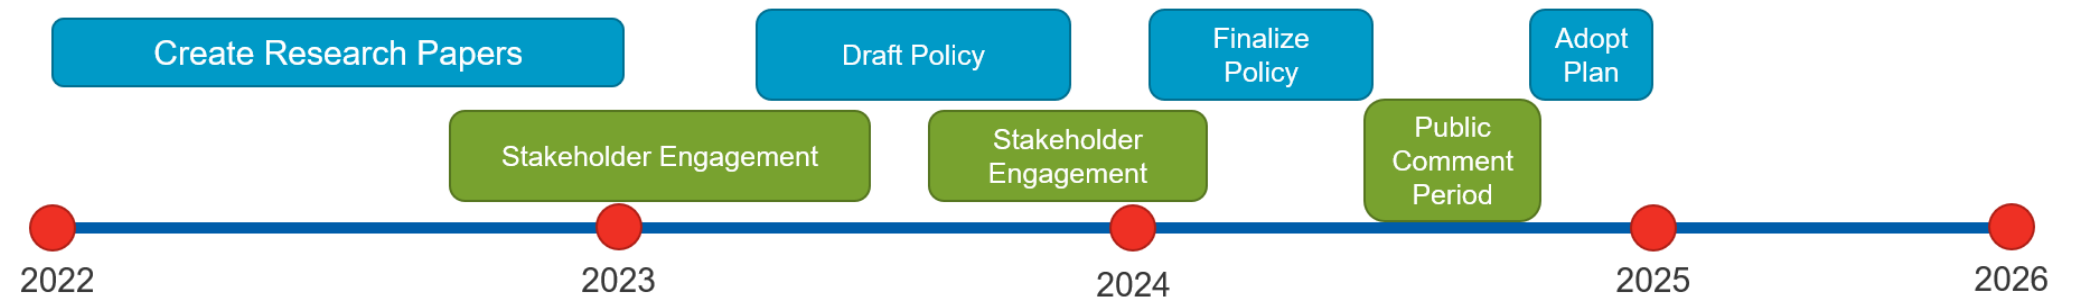 Create Research Papers
Draft Policy
Finalize
Policy
Adopt
Plan
Stakeholder Engagement
Stakeholder
Engagement
Public
Comment
Period
2022
2023
2024
2025
2026